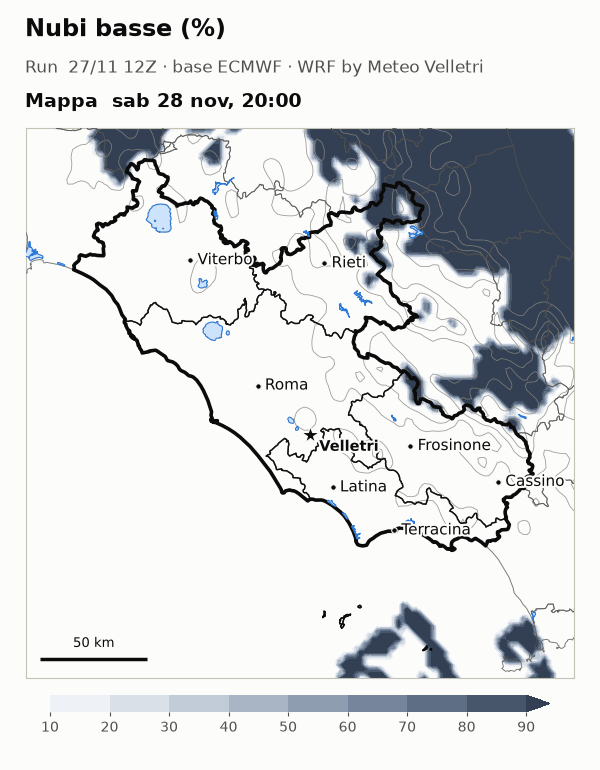 Nubi basse (%)
Run  27/11 12Z · base ECMWF · WRF by Meteo Velletri
Mappa  sab 28 nov, 20:00
Viterbo
Rieti
Roma
Velletri
Frosinone
Latina
Cassino
Terracina
50 km
10 20 30 40 50 60 70 80 90